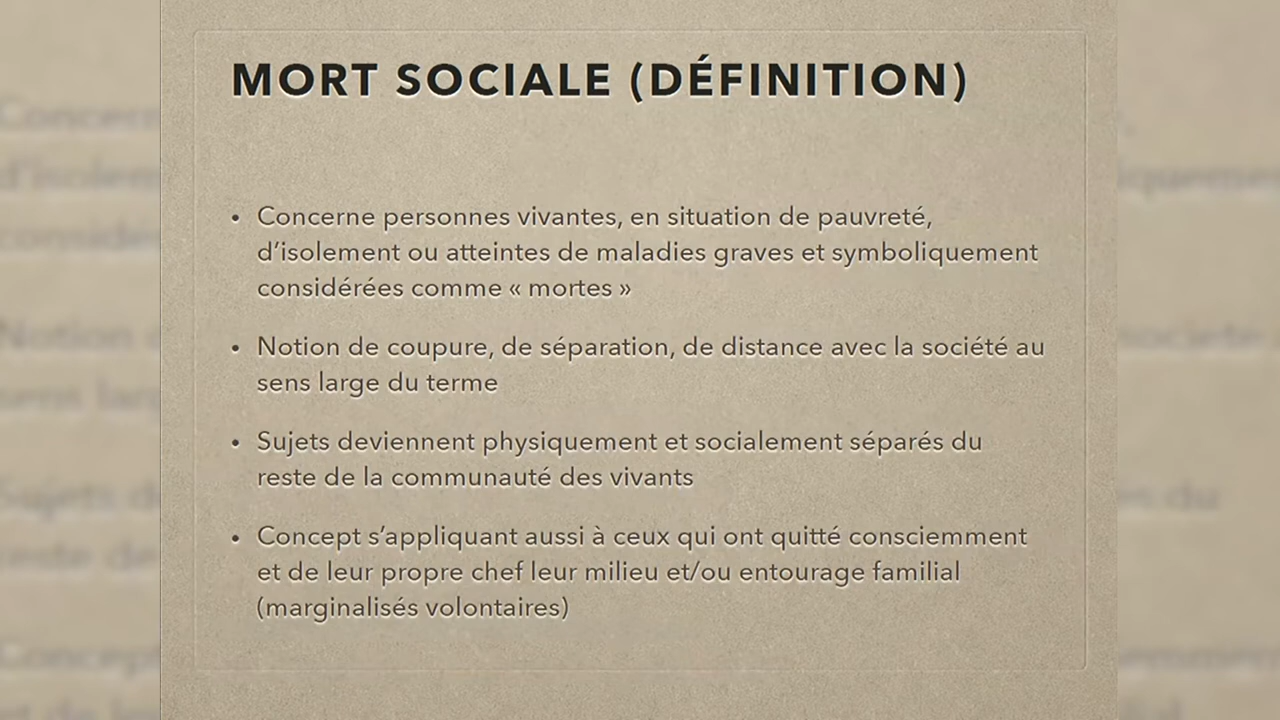 MORT SOCIALE (DÉFINITION)
• Concerne personnes vivantes, en situation de pauvreté,
d’isolement ou atteintes de maladies graves et symboliquement
considérées comme « mortes »
• Notion de coupure, de séparation, de distance avec la société au
sens large du terme
• Sujets deviennent physiquement et socialement séparés du
reste de la communauté des vivants
• Concept s’appliquant aussi à ceux qui ont quitté consciemment
et de leur propre chef leur milieu et/ou entourage familial
(marginalisés volontaires)